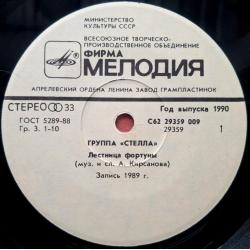 МИНИСТЕРСТВО
КУЛЬТУРЫ СССР
ВСЕСОЮЗНОЕ ТВОРЧЕСКО-
ПРОИЗВОДСТВЕННОЕ ОБЪЕДИНЕНИЕ
ФИРМА
МЕЛОДИЯ
АПРЕЛЕВСКИЙ ОРДЕНА ЛЕНИНА ЗАВОД ГРАМПЛАСТИНОК
СТЕРЕО 33
Год выпуска 1990
ГОСТ 5289-88
С62 29359 009
Гр. 3. 1-10
29359
1
ГРУППА «СТЕЛЛА»
Лестница фортуны
(муз. и сл. А. Кирсанова)
Запись 1989 г.